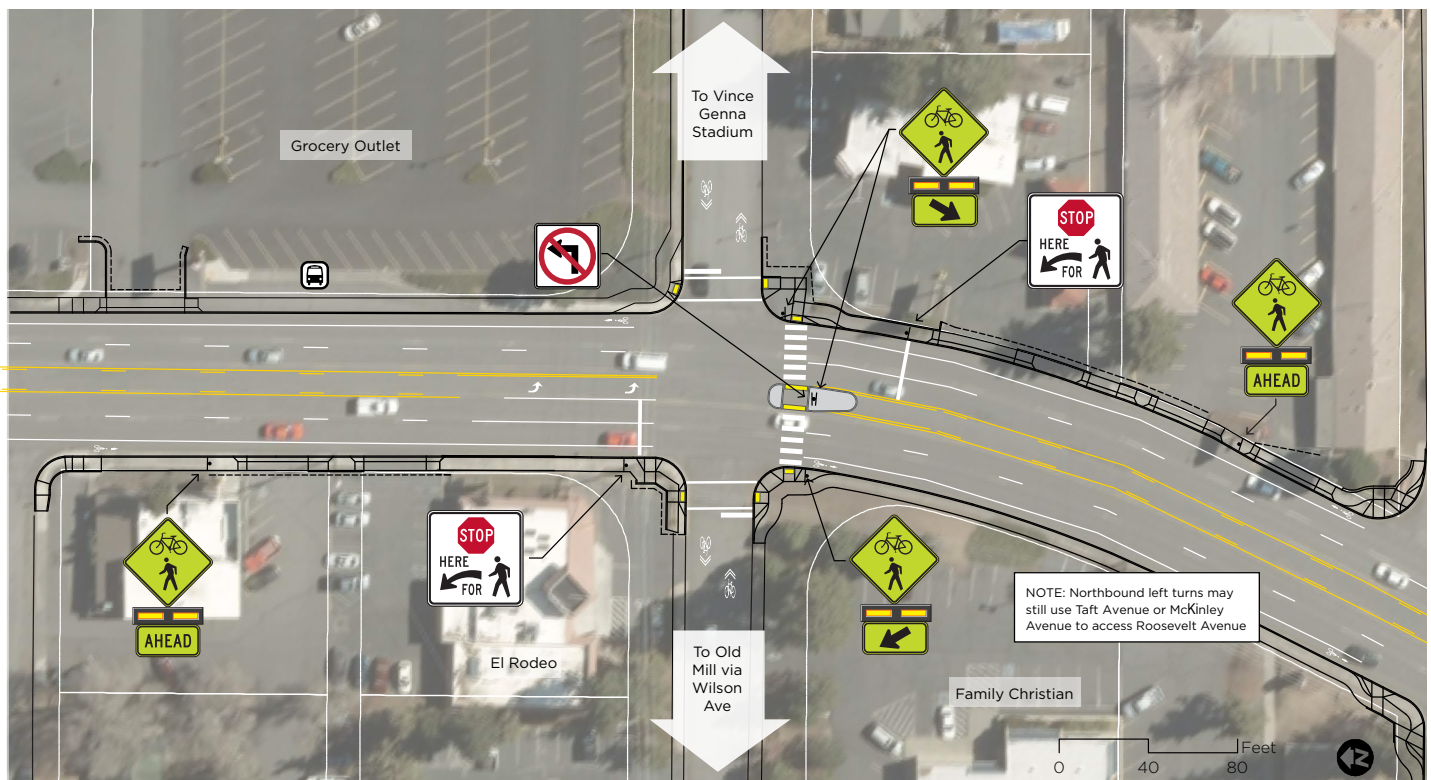 To Vince
Genna
Stadium
Grocery Outlet
STOP
HERE
FOR
AHEAD
STOP
HERE
FOR
AHEAD
El Rodeo
To Old
Mill via
Wilson
Ave
NOTE: Northbound left turns may
still use Taft Avenue or McKinley
Avenue to access Roosevelt Avenue
Family Christian
Feet
0 40 80
N